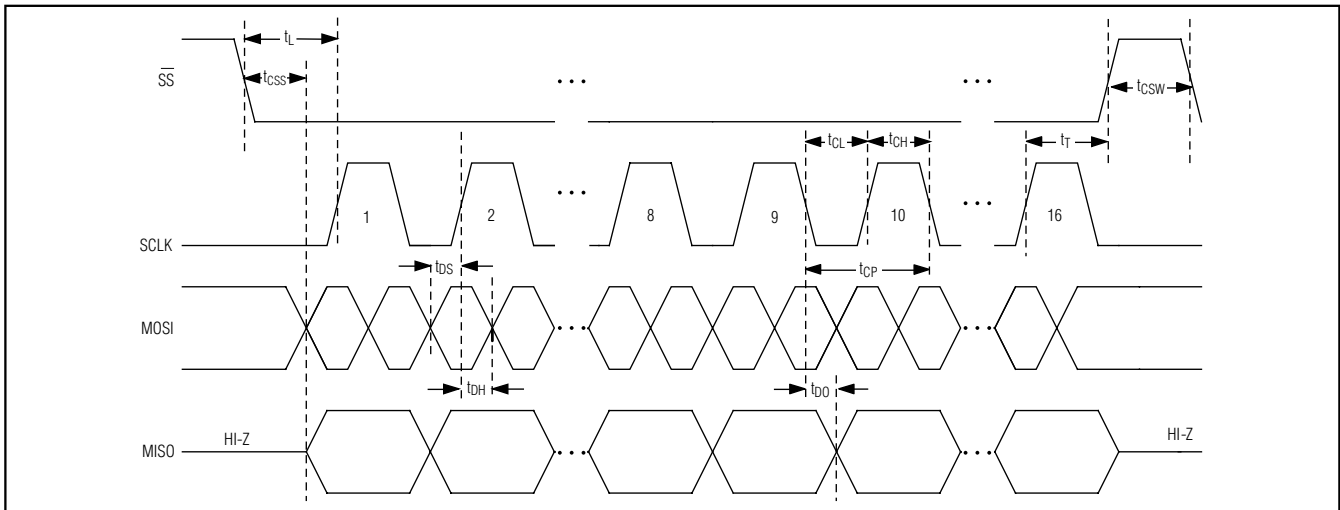 tL
SS
tCSS
• • •
• • •
tCSW
tCL
tCH
tT
• • •
• • •
1
2
8
9
10
16
SCLK
tDS
tCP
MOSI
• • •
• • •
tDH
tDO
HI-Z
HI-Z
MISO
• • •
• • •